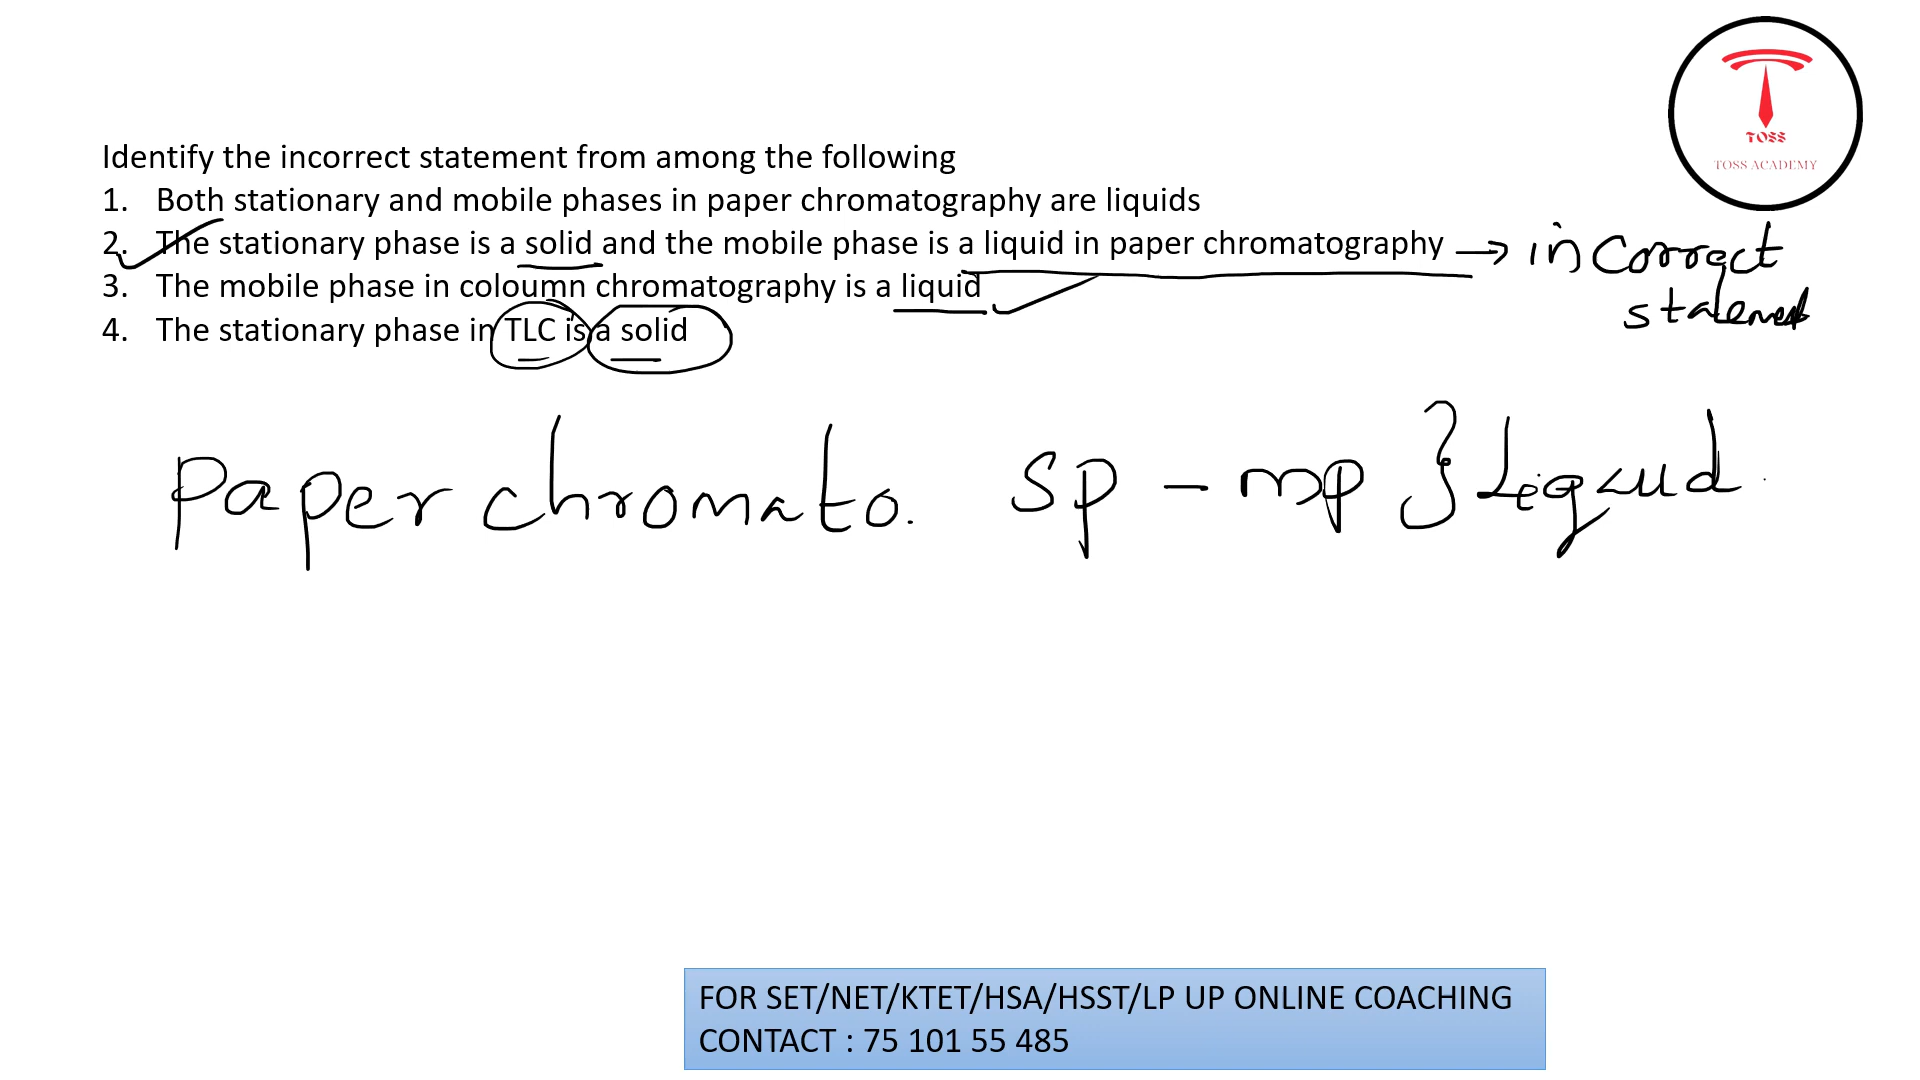 TOSS
TOSS ACADEMY
Identify the incorrect statement from among the following
1. Both stationary and mobile phases in paper chromatography are liquids
2. The stationary phase is a solid and the mobile phase is a liquid in paper chromatography → incorrect
statement
3. The mobile phase in coloumn chromatography is a liquid
4. The stationary phase in TLC is a solid
Paper chromato. sp - mp } Liquid
FOR SET/NET/KTET/HSA/HSST/LP UP ONLINE COACHING
CONTACT : 75 101 55 485